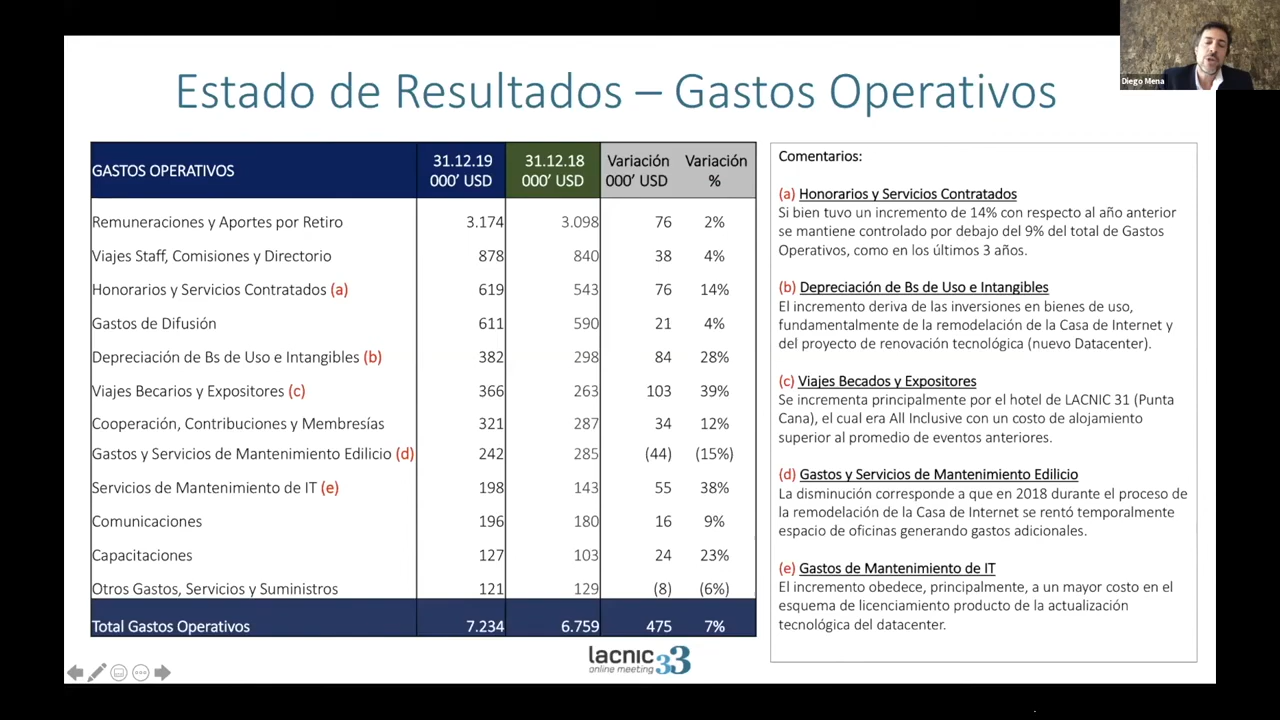 Diego Mena
Estado de Resultados – Gastos Operativos
GASTOS OPERATIVOS 31.12.19 000’ USD 31.12.18 000’ USD Variación 000’ USD Variación %
Remuneraciones y Aportes por Retiro 3.174 3.098 76 2%
Viajes Staff, Comisiones y Directorio 878 840 38 4%
Honorarios y Servicios Contratados (a) 619 543 76 14%
Gastos de Difusión 611 590 21 4%
Depreciación de Bs de Uso e Intangibles (b) 382 298 84 28%
Viajes Becarios y Expositores (c) 366 263 103 39%
Cooperación, Contribuciones y Membresías 321 287 34 12%
Gastos y Servicios de Mantenimiento Edilicio (d) 242 285 (44) (15%)
Servicios de Mantenimiento de IT (e) 198 143 55 38%
Comunicaciones 196 180 16 9%
Capacitaciones 127 103 24 23%
Otros Gastos, Servicios y Suministros 121 129 (8) (6%)
Total Gastos Operativos 7.234 6.759 475 7%
Comentarios:
(a) Honorarios y Servicios Contratados
Si bien tuvo un incremento de 14% con respecto al año anterior
se mantiene controlado por debajo del 9% del total de Gastos
Operativos, como en los últimos 3 años.
(b) Depreciación de Bs de Uso e Intangibles
El incremento deriva de las inversiones en bienes de uso,
fundamentalmente de la remodelación de la Casa de Internet y
del proyecto de renovación tecnológica (nuevo Datacenter).
(c) Viajes Becados y Expositores
Se incrementa principalmente por el hotel de LACNIC 31 (Punta
Cana), el cual era All Inclusive con un costo de alojamiento
superior al promedio de eventos anteriores.
(d) Gastos y Servicios de Mantenimiento Edilicio
La disminución corresponde a que en 2018 durante el proceso de
la remodelación de la Casa de Internet se rentó temporalmente
espacio de oficinas generando gastos adicionales.
(e) Gastos de Mantenimiento de IT
El incremento obedece, principalmente, a un mayor costo en el
esquema de licenciamiento producto de la actualización
tecnológica del datacenter.
lacnic 33
online meeting